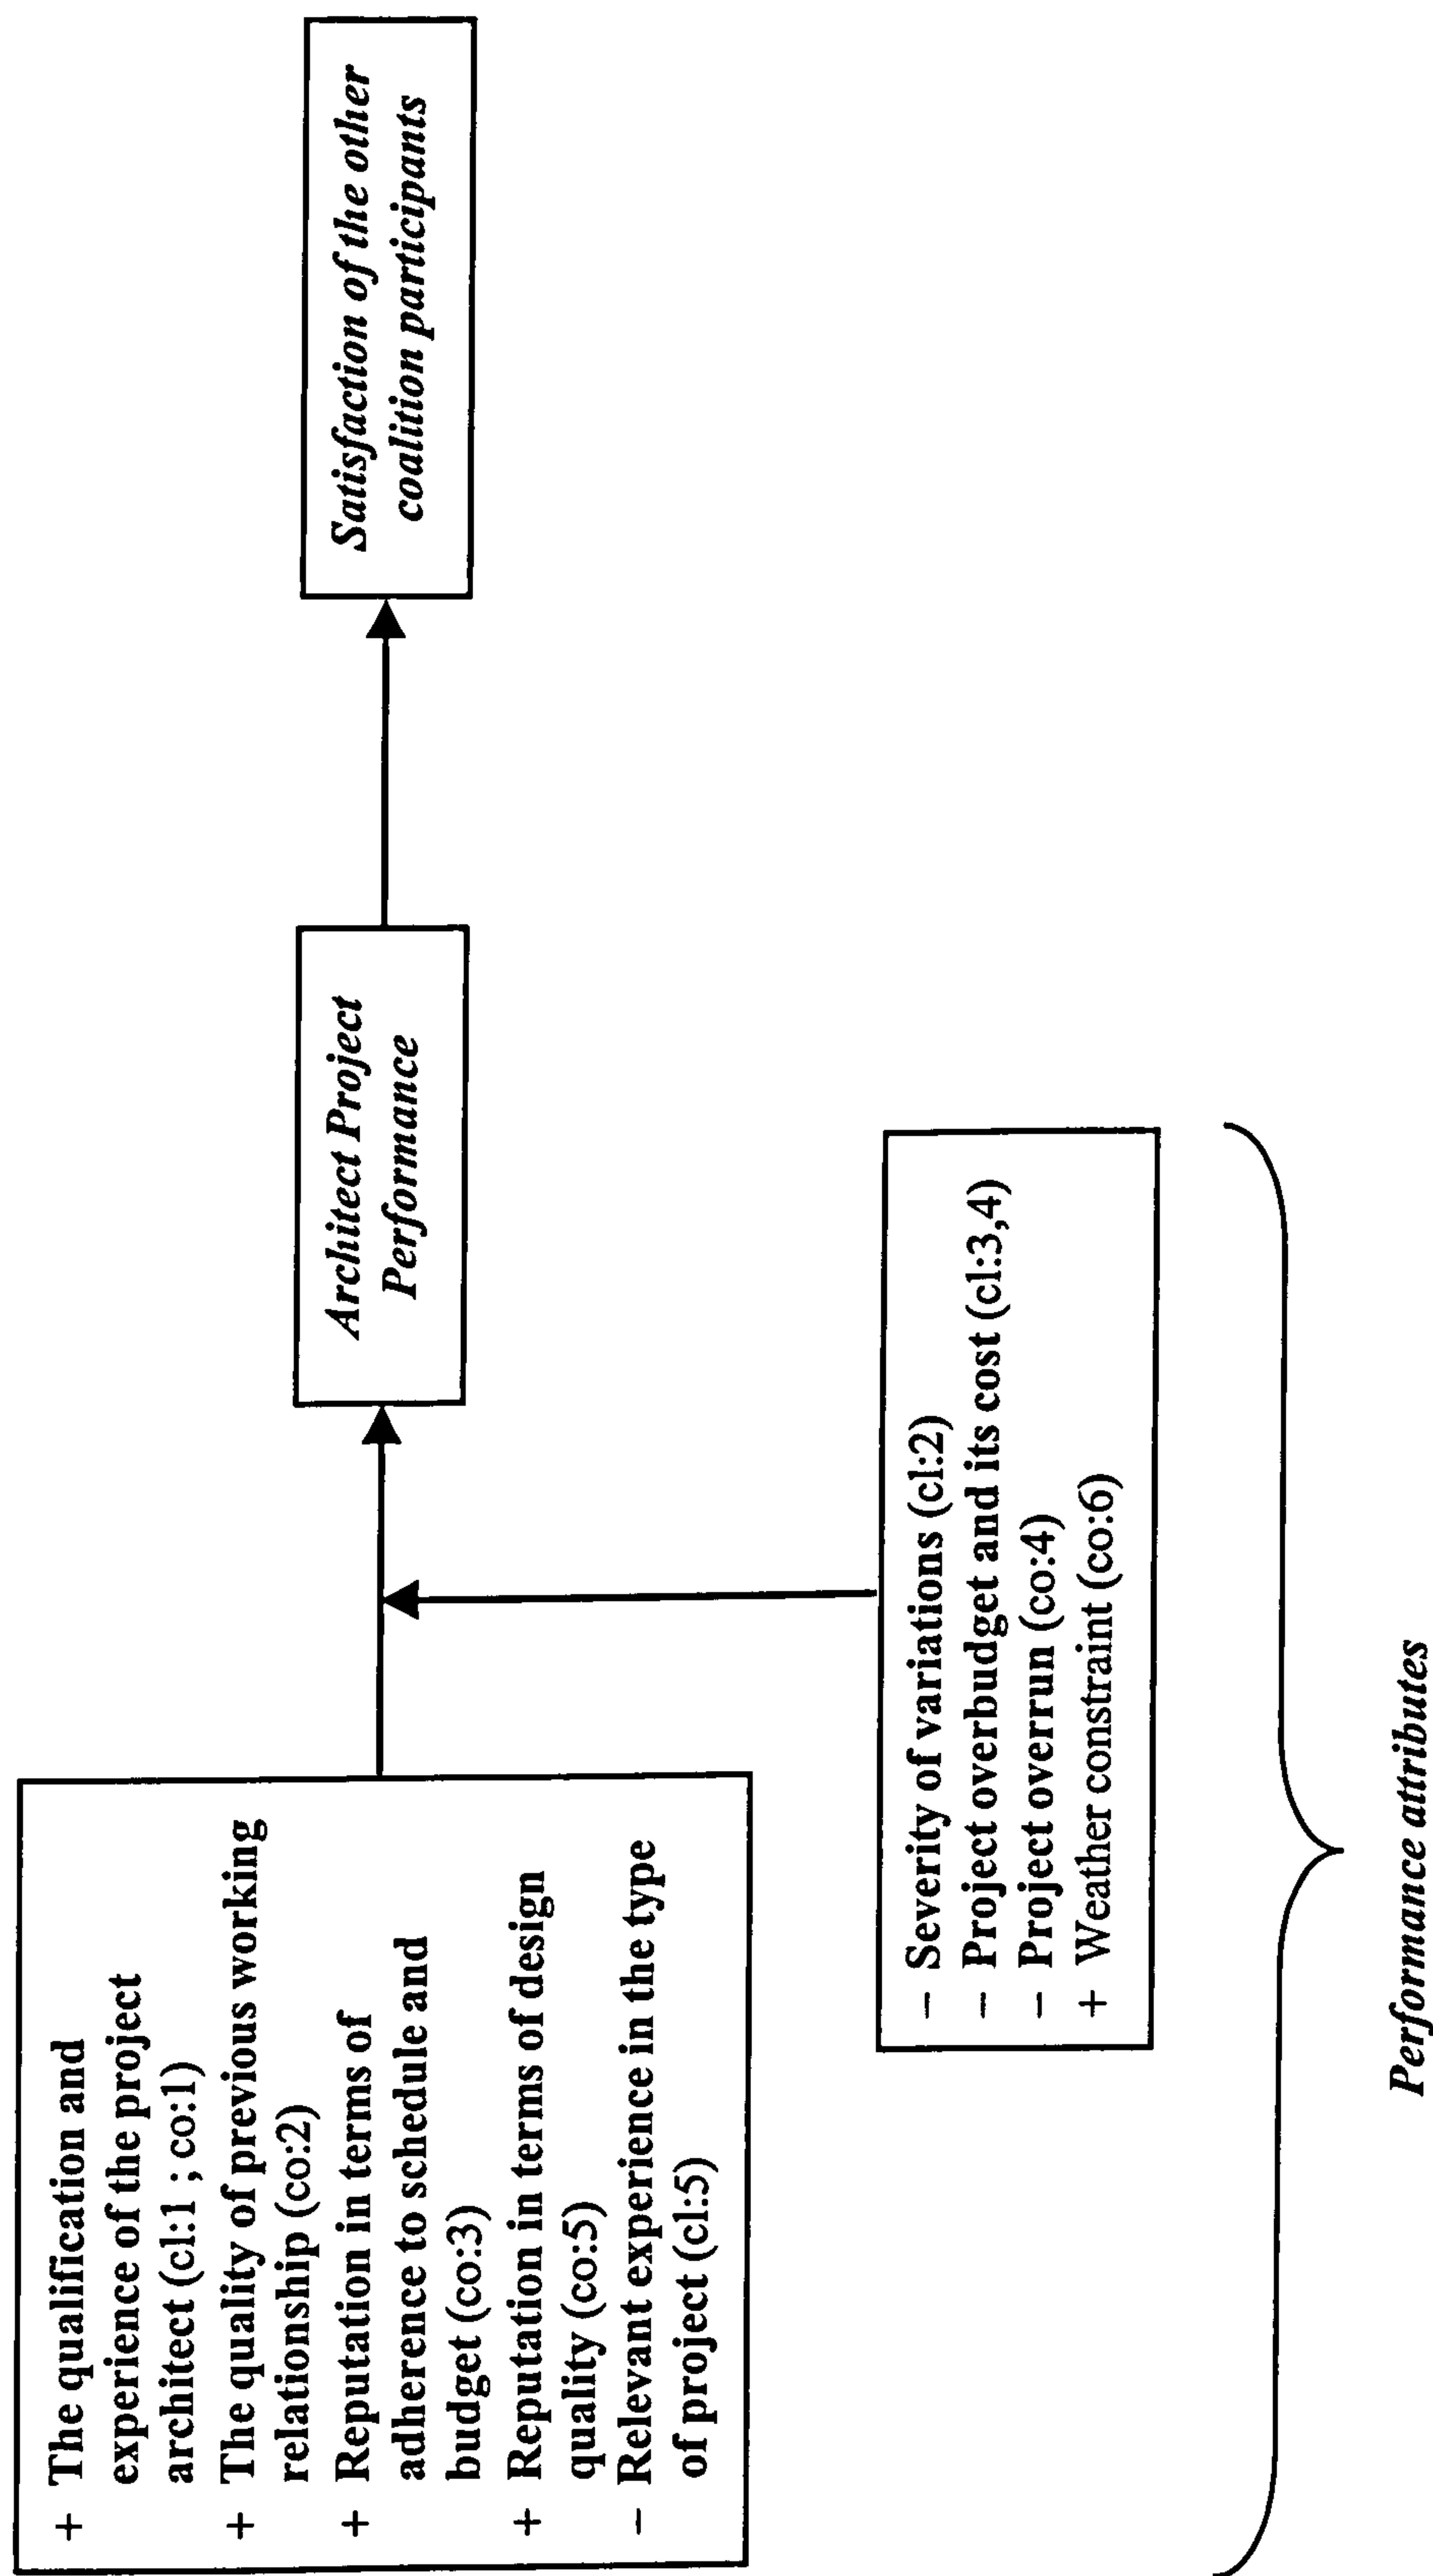 + The qualification and
experience of the project
architect (cl:1 ; co:1)
+ The quality of previous working
relationship (co:2)
+ Reputation in terms of
adherence to schedule and
budget (co:3)
+ Reputation in terms of design
quality (co:5)
− Relevant experience in the type
of project (cl:5)
Architect Project
Performance
Satisfaction of the other
coalition participants
− Severity of variations (cl:2)
− Project overbudget and its cost (cl:3,4)
− Project overrun (co:4)
+ Weather constraint (co:6)
Performance attributes